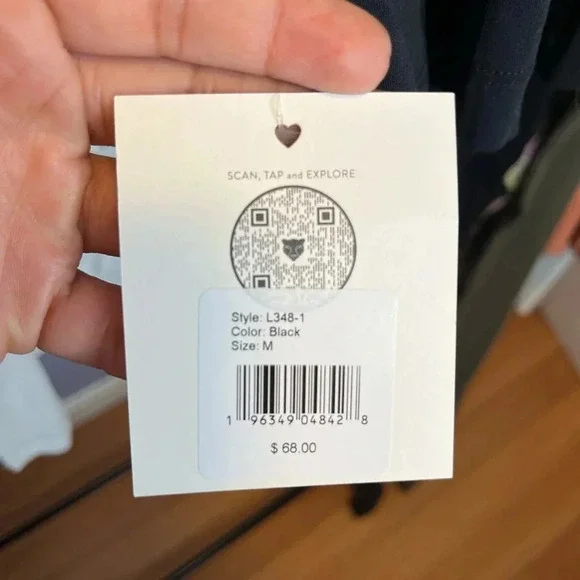 SCAN, TAP and EXPLORE
Style: L348-1
Color: Black
Size: M
1 96349 04842 8
$ 68.00